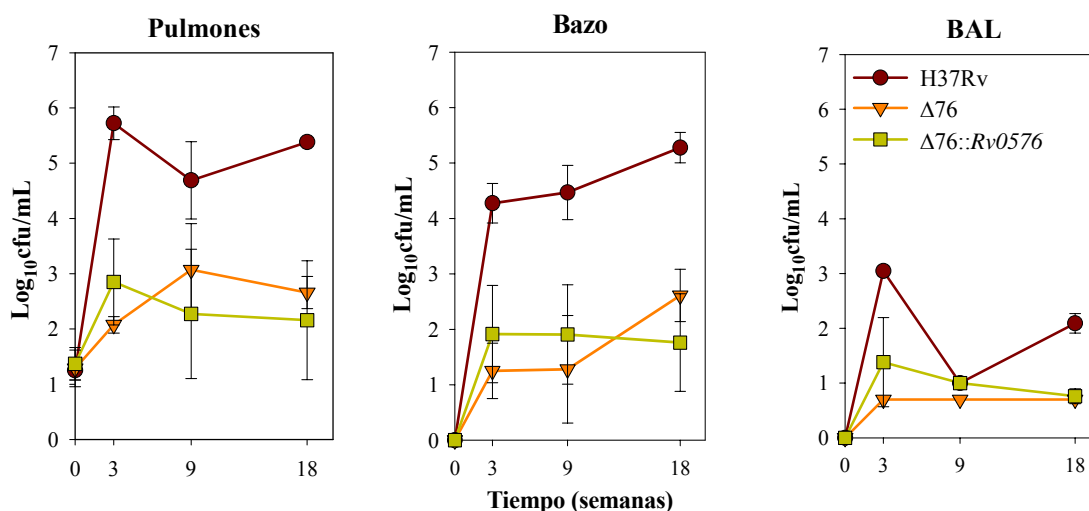 Pulmones
Log10cfu/mL
7
6
5
4
3
2
1
0
0 3 9 18
Bazo
Log10cfu/mL
7
6
5
4
3
2
1
0
0 3 9 18
Tiempo (semanas)
BAL
Log10cfu/mL
7
6
5
4
3
2
1
0
0 3 9 18
H37Rv
Δ76
Δ76::Rv0576